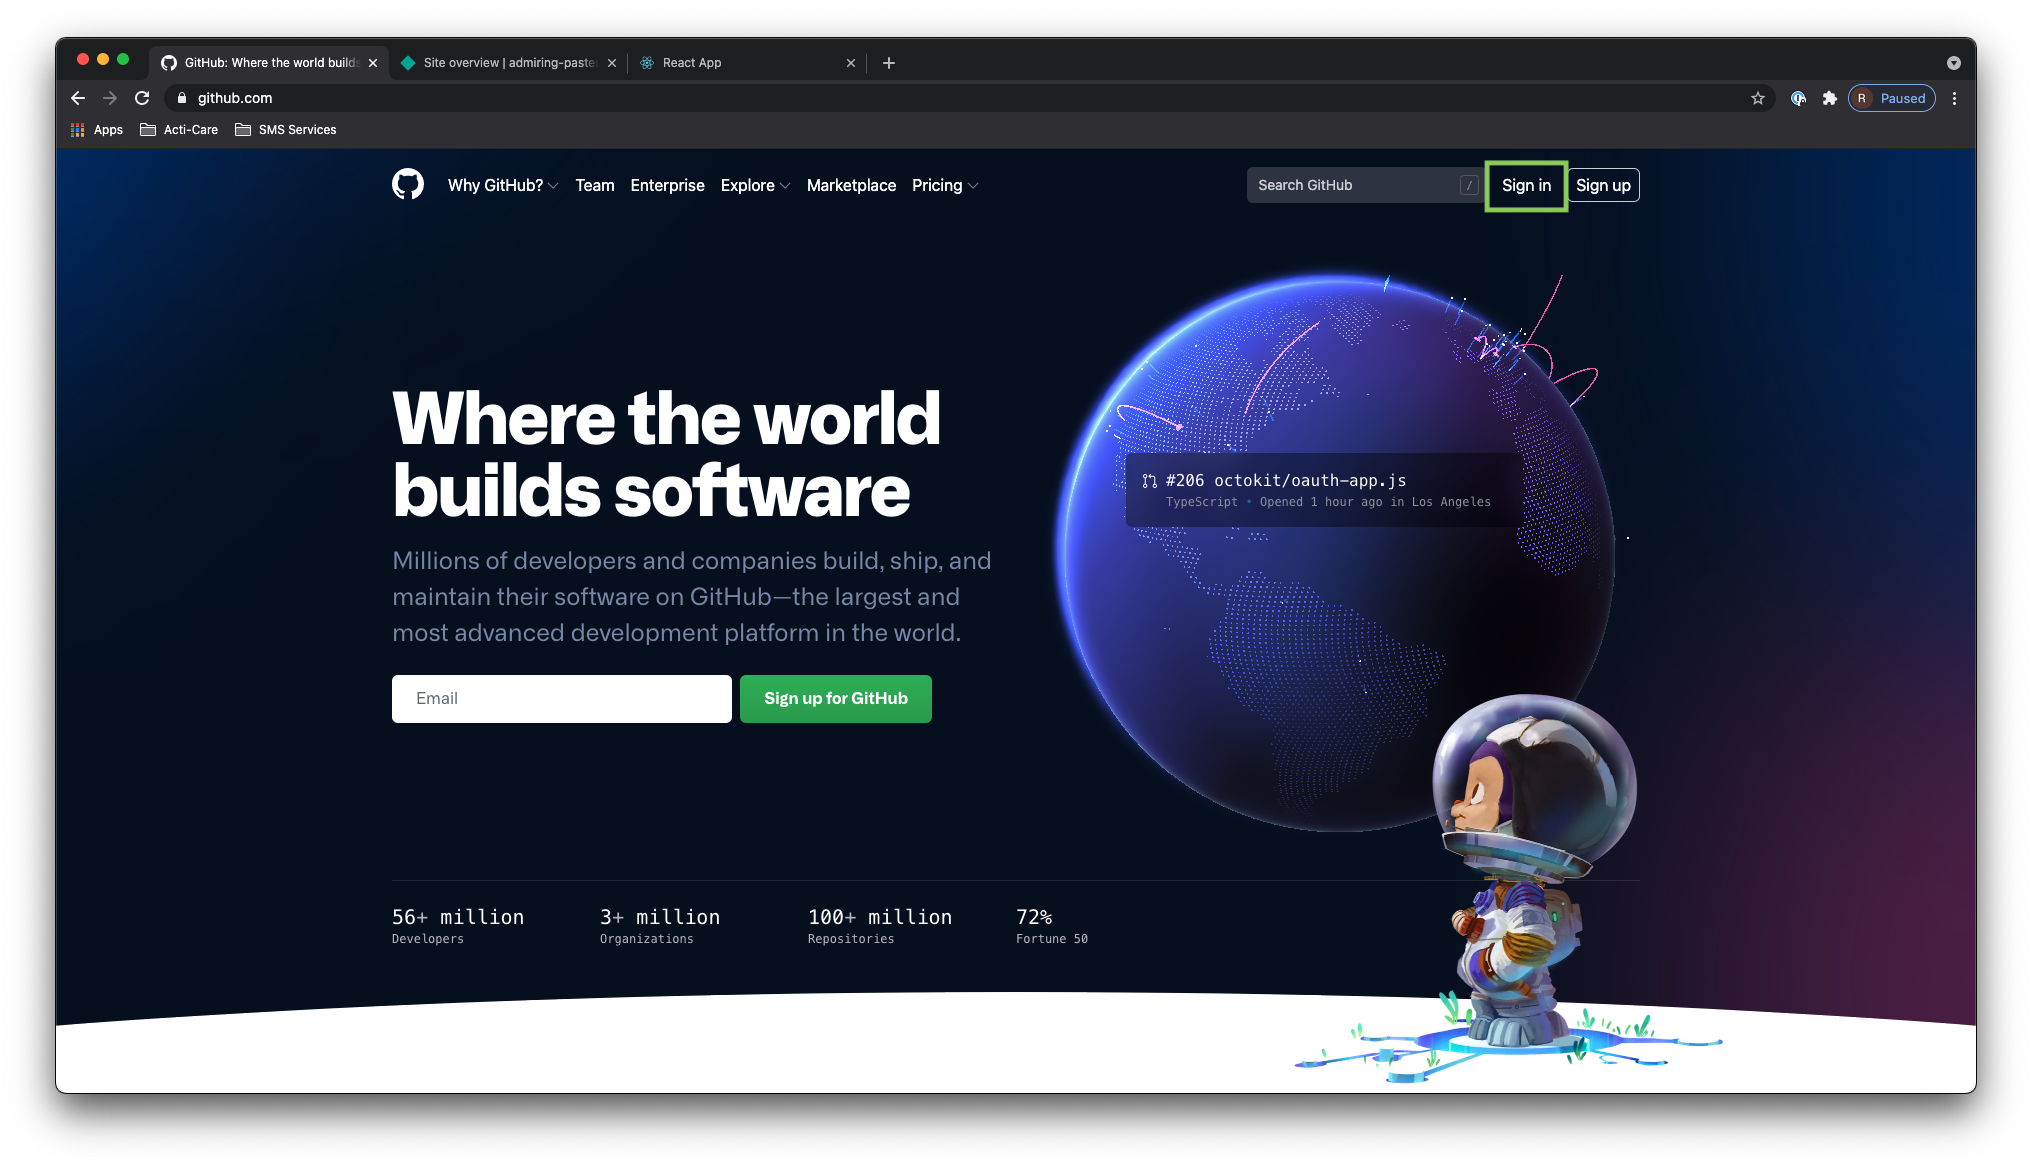 GitHub: Where the world builds
Site overview | admiring-paste
React App
github.com
R Paused
Apps
Acti-Care
SMS Services
Why GitHub? Team Enterprise Explore Marketplace Pricing
Search GitHub /
Sign in
Sign up
Where the world
builds software
Millions of developers and companies build, ship, and
maintain their software on GitHub—the largest and
most advanced development platform in the world.
Email
Sign up for GitHub
#206 octokit/oauth-app.js
TypeScript • Opened 1 hour ago in Los Angeles
56+ million
Developers
3+ million
Organizations
100+ million
Repositories
72%
Fortune 50